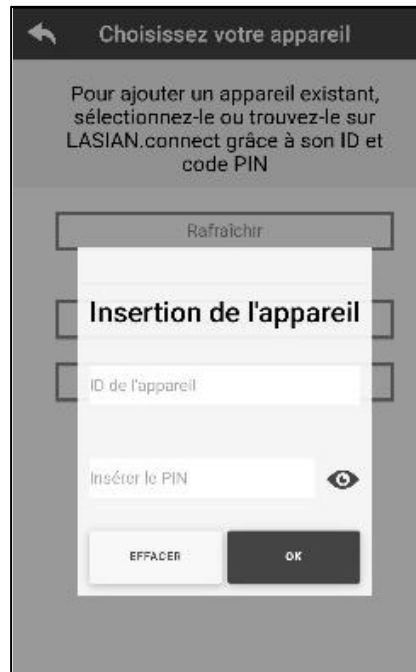 Choisissez votre appareil
Pour ajouter un appareil existant,
sélectionnez-le ou trouvez-le sur
LASIAN.connect grâce à son ID et
code PIN
Rafraîchir
Insertion de l'appareil
ID de l'appareil
Insérer le PIN
EFFACER
OK